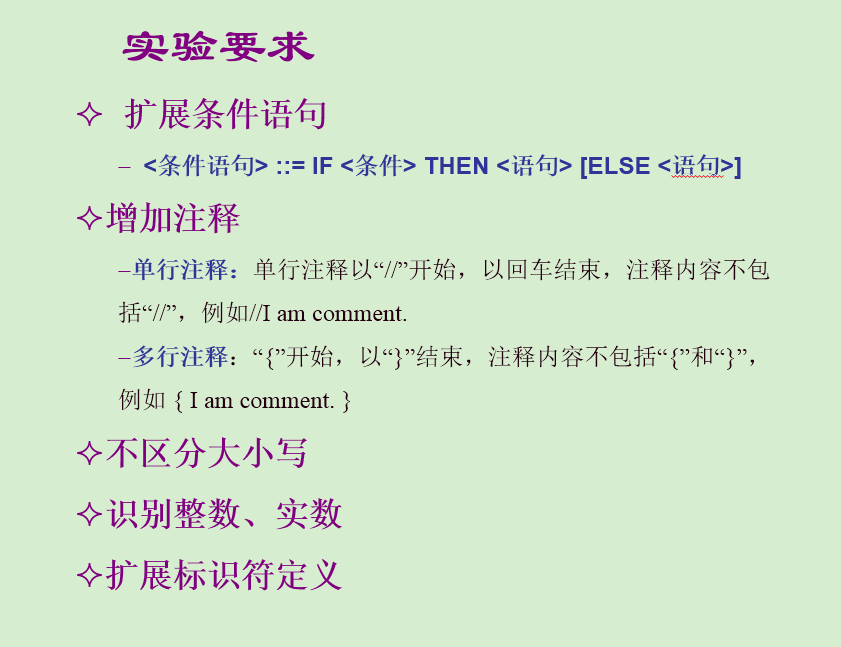 实验要求
✧ 扩展条件语句
– <条件语句> ::= IF <条件> THEN <语句> [ELSE <语句>]
✧增加注释
–单行注释：单行注释以“//”开始，以回车结束，注释内容不包
括“//”，例如//I am comment.
–多行注释：“{”开始，以“}”结束，注释内容不包括“{”和“}”，
例如 { I am comment. }
✧不区分大小写
✧识别整数、实数
✧扩展标识符定义